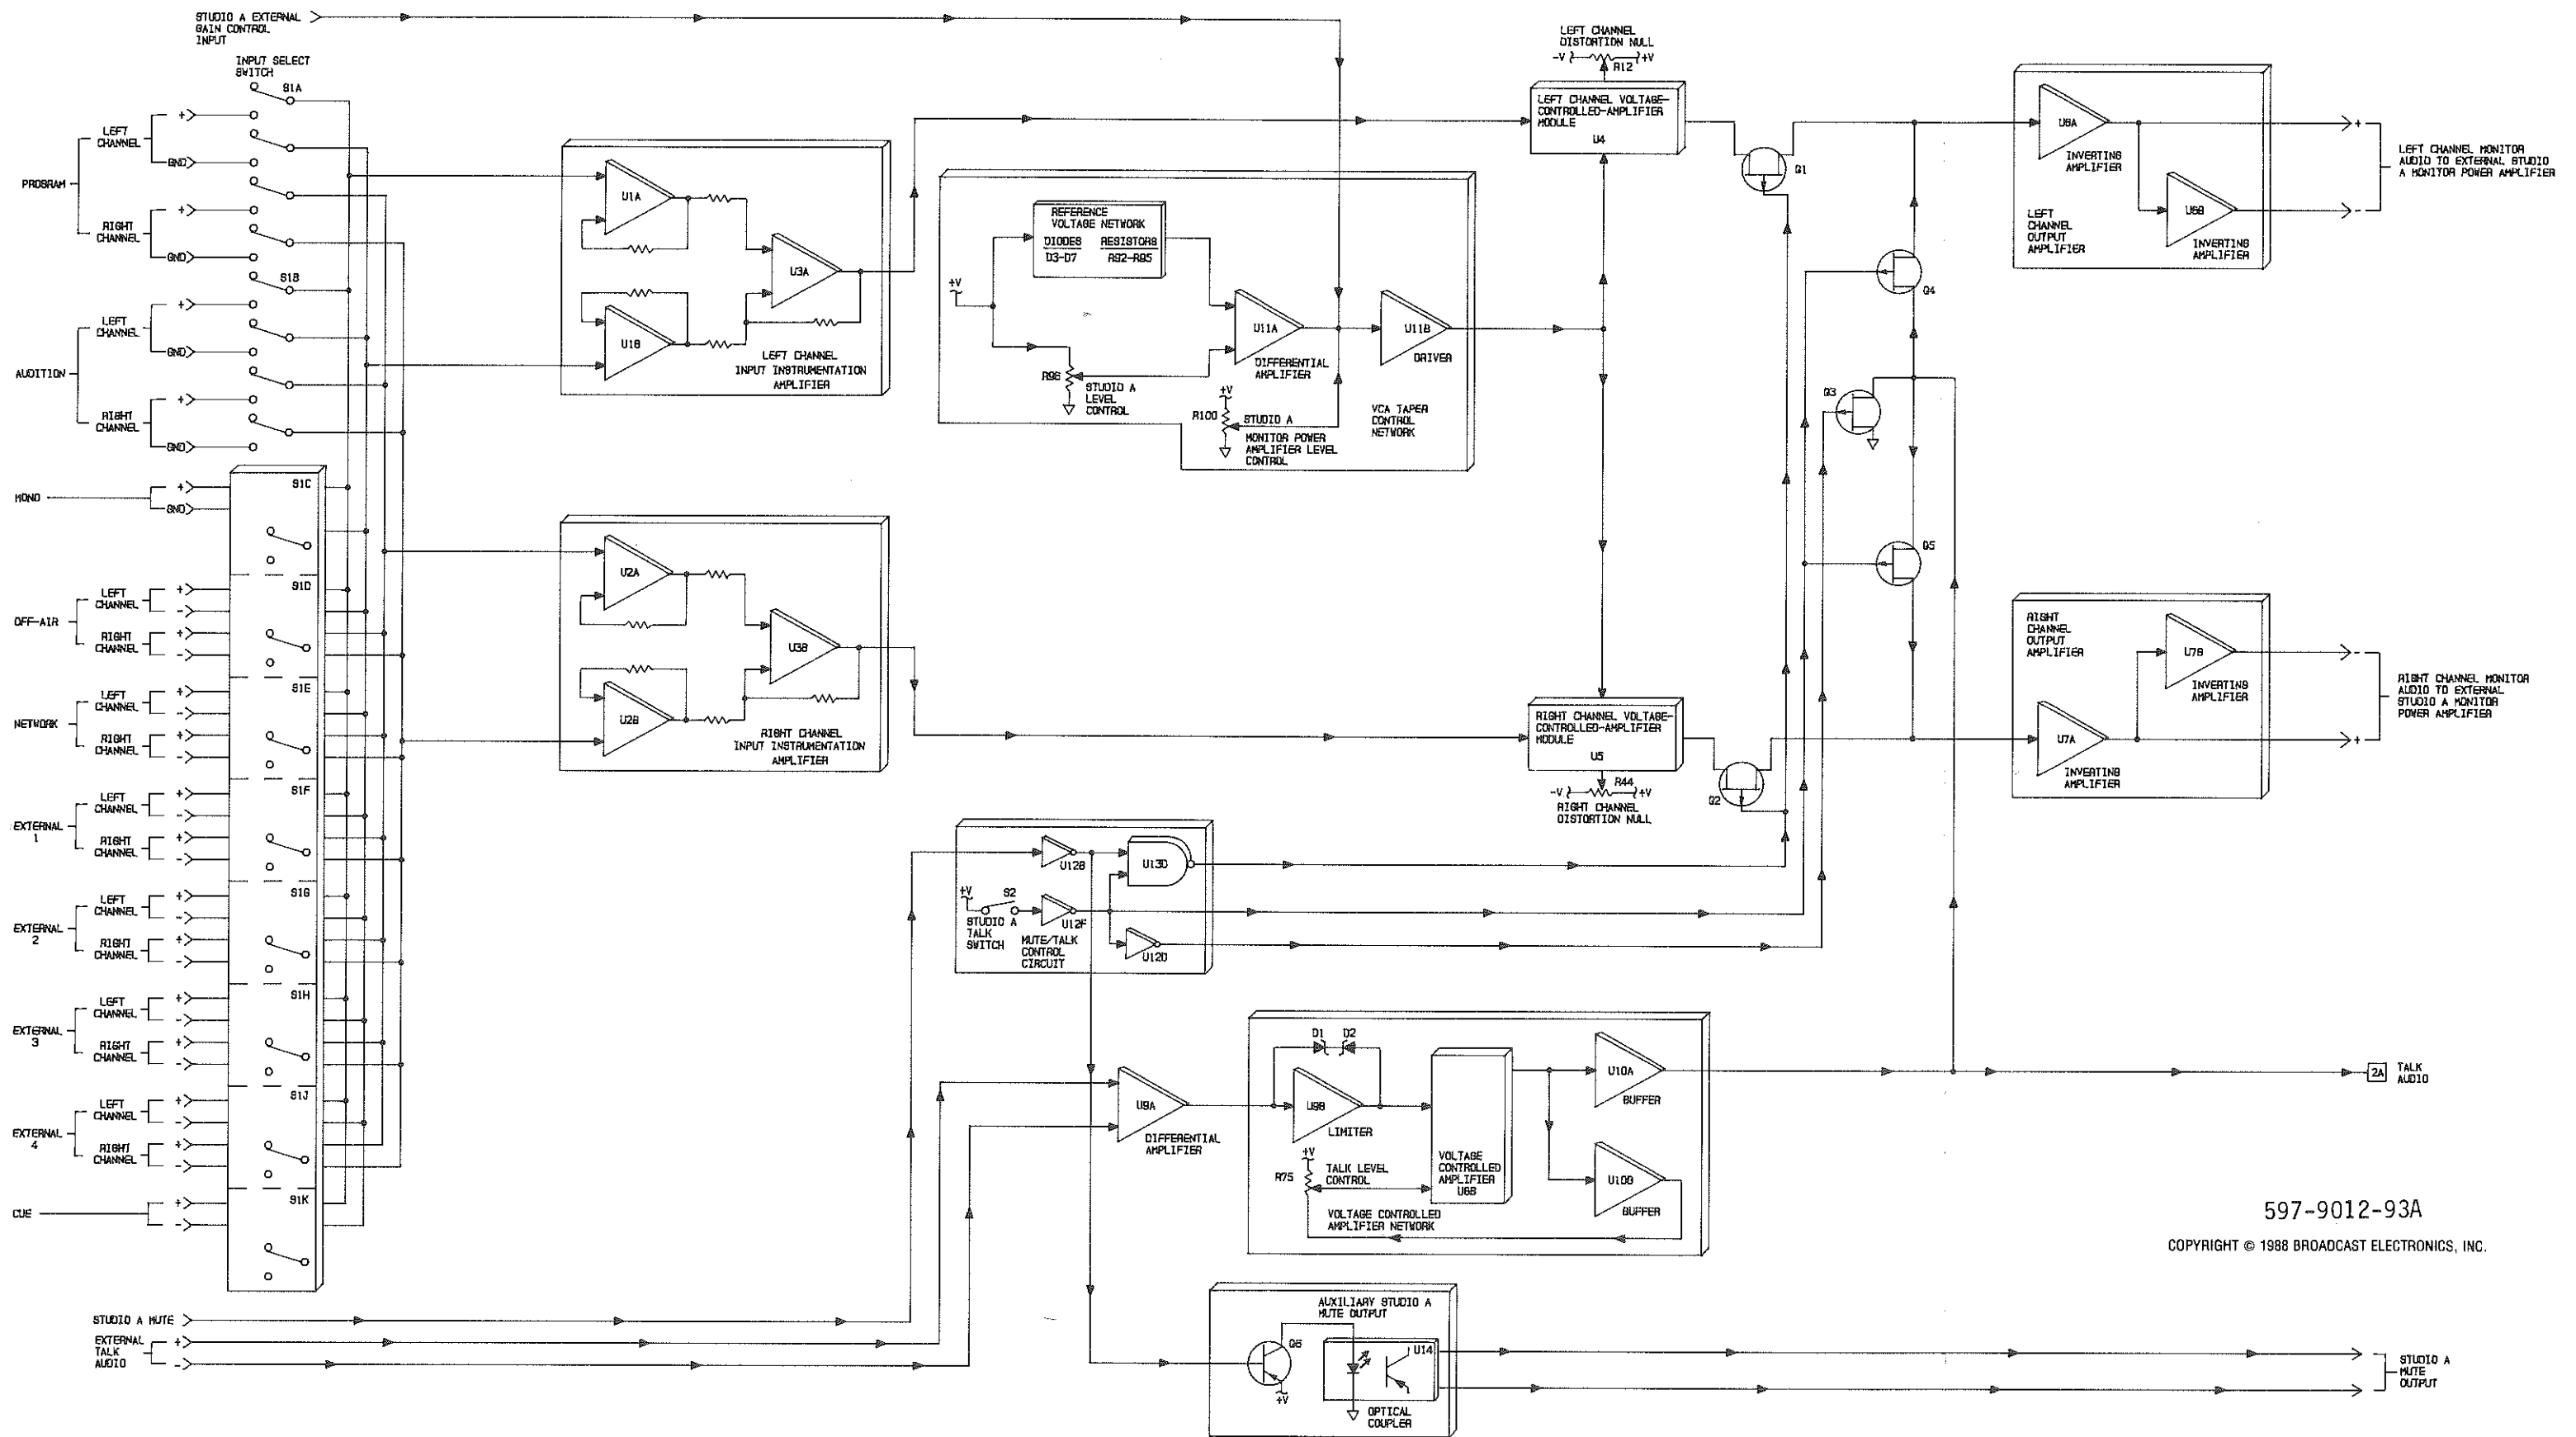 STUDIO A EXTERNAL
GAIN CONTROL
INPUT
INPUT SELECT
SWITCH
S1A
PROGRAM
LEFT
CHANNEL
+
GND
RIGHT
CHANNEL
+
GND
S1B
AUDITION
LEFT
CHANNEL
+
GND
RIGHT
CHANNEL
+
GND
MONO
+
GND
S1C
OFF-AIR
LEFT
CHANNEL
+
-
RIGHT
CHANNEL
+
-
S1D
NETWORK
LEFT
CHANNEL
+
-
RIGHT
CHANNEL
+
-
S1E
EXTERNAL
1
LEFT
CHANNEL
+
-
RIGHT
CHANNEL
+
-
S1F
EXTERNAL
2
LEFT
CHANNEL
+
-
RIGHT
CHANNEL
+
-
S1G
EXTERNAL
3
LEFT
CHANNEL
+
-
RIGHT
CHANNEL
+
-
S1H
EXTERNAL
4
LEFT
CHANNEL
+
-
RIGHT
CHANNEL
+
-
S1J
CUE
+
-
S1K
STUDIO A MUTE
EXTERNAL
TALK
AUDIO
+
-
U1A
U3A
U1B
LEFT CHANNEL
INPUT INSTRUMENTATION
AMPLIFIER
U2A
U3B
U2B
RIGHT CHANNEL
INPUT INSTRUMENTATION
AMPLIFIER
REFERENCE
VOLTAGE NETWORK
DIODES RESISTORS
D3-D7 R92-R95
+V
R96
STUDIO A
LEVEL
CONTROL
U11A
DIFFERENTIAL
AMPLIFIER
+V
R100
STUDIO A
MONITOR POWER
AMPLIFIER LEVEL
CONTROL
U11B
DRIVER
VCA TAPER
CONTROL
NETWORK
LEFT CHANNEL
DISTORTION NULL
-V +V
R12
LEFT CHANNEL VOLTAGE-
CONTROLLED-AMPLIFIER
MODULE
U4
Q1
Q4
Q3
Q5
RIGHT CHANNEL VOLTAGE-
CONTROLLED-AMPLIFIER
MODULE
U5
R44
-V +V
RIGHT CHANNEL
DISTORTION NULL
Q2
U6A
INVERTING
AMPLIFIER
U6B
INVERTING
AMPLIFIER
LEFT
CHANNEL
OUTPUT
AMPLIFIER
+
-
LEFT CHANNEL MONITOR
AUDIO TO EXTERNAL STUDIO
A MONITOR POWER AMPLIFIER
RIGHT
CHANNEL
OUTPUT
AMPLIFIER
U7B
INVERTING
AMPLIFIER
U7A
INVERTING
AMPLIFIER
-
+
RIGHT CHANNEL MONITOR
AUDIO TO EXTERNAL
STUDIO A MONITOR
POWER AMPLIFIER
U12B
U13D
+V
S2
STUDIO A
TALK
SWITCH
U12F
MUTE/TALK
CONTROL
CIRCUIT
U12D
U9A
DIFFERENTIAL
AMPLIFIER
D1 D2
U9B
LIMITER
+V
R75
TALK LEVEL
CONTROL
VOLTAGE CONTROLLED
AMPLIFIER NETWORK
VOLTAGE
CONTROLLED
AMPLIFIER
U8B
U10A
BUFFER
U10B
BUFFER
2A
TALK
AUDIO
AUXILIARY STUDIO A
MUTE OUTPUT
Q6
+V
U14
OPTICAL
COUPLER
STUDIO A
MUTE
OUTPUT
597-9012-93A
COPYRIGHT © 1988 BROADCAST ELECTRONICS, INC.